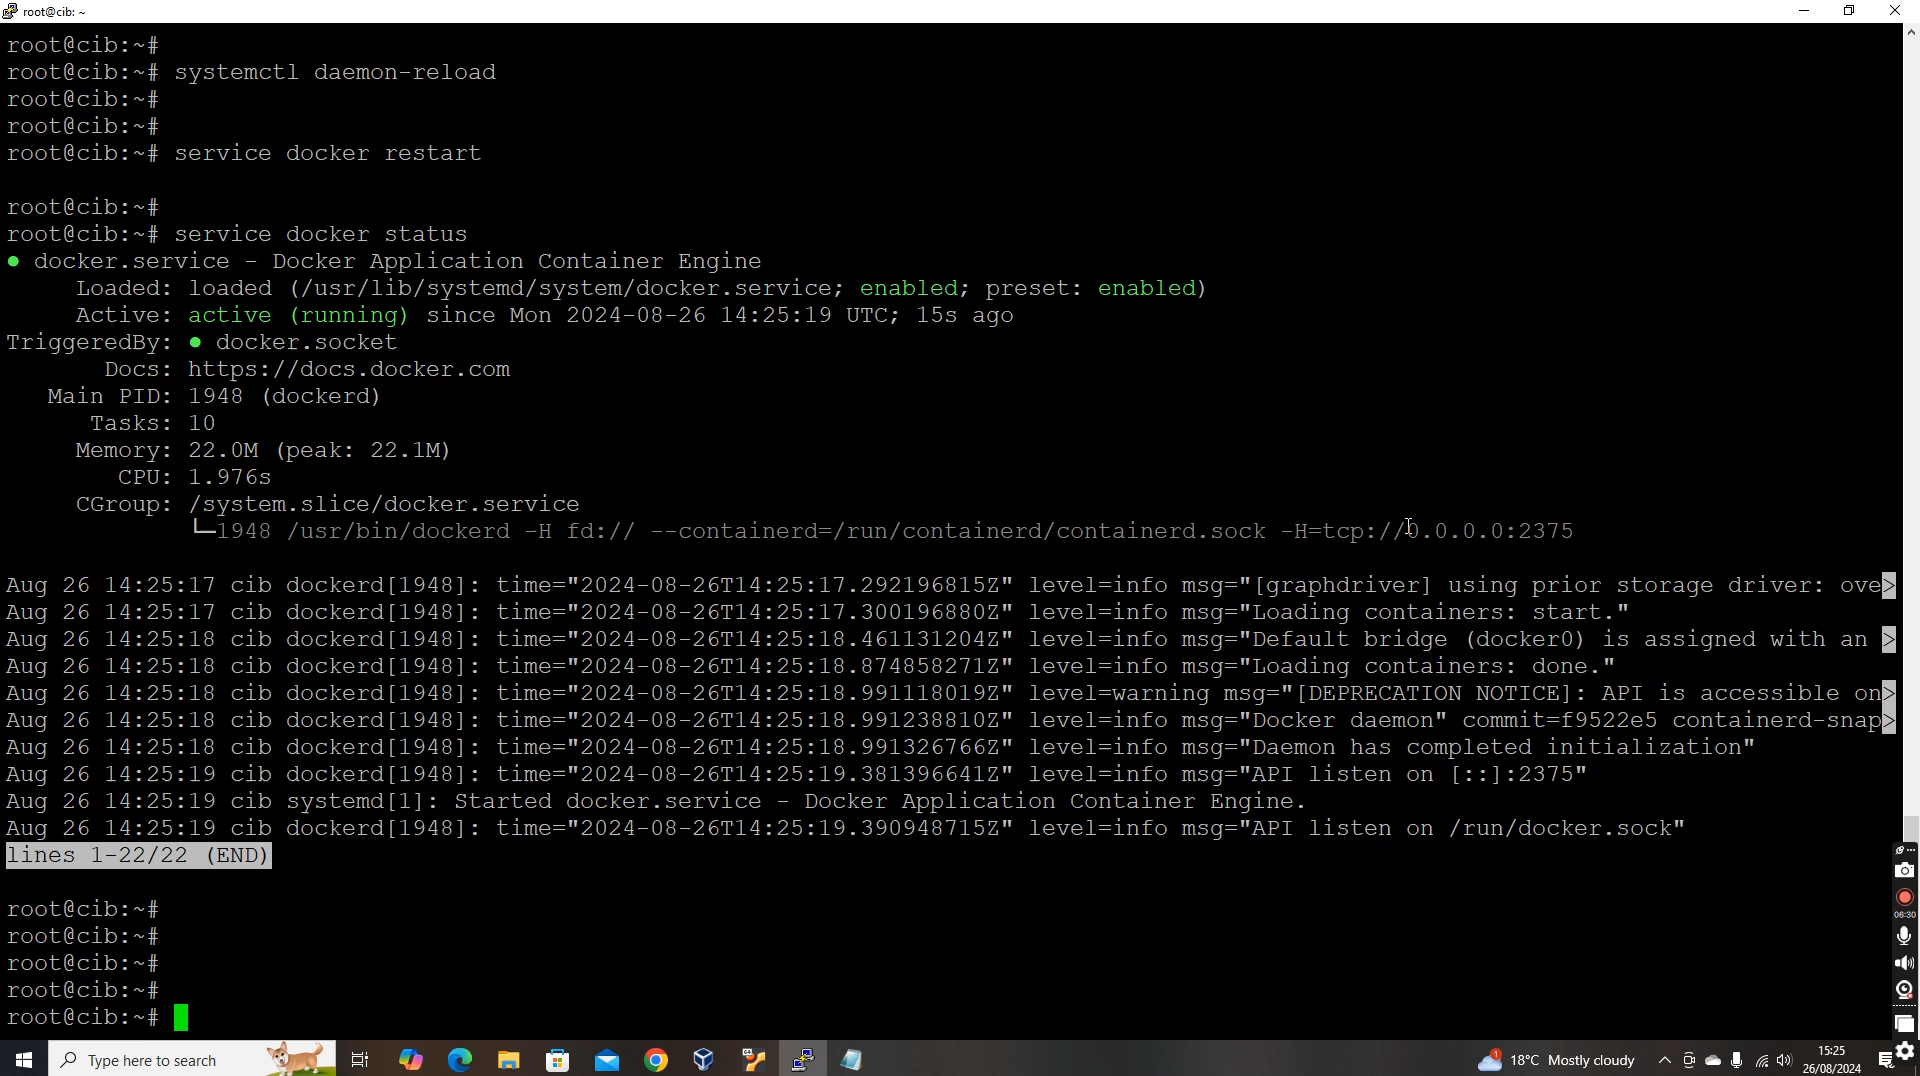 root@cib: ~
root@cib:~#
root@cib:~# systemctl daemon-reload
root@cib:~#
root@cib:~#
root@cib:~# service docker restart
root@cib:~#
root@cib:~# service docker status
● docker.service - Docker Application Container Engine
Loaded: loaded (/usr/lib/systemd/system/docker.service; enabled; preset: enabled)
Active: active (running) since Mon 2024-08-26 14:25:19 UTC; 15s ago
TriggeredBy: ● docker.socket
Docs: https://docs.docker.com
Main PID: 1948 (dockerd)
Tasks: 10
Memory: 22.0M (peak: 22.1M)
CPU: 1.976s
CGroup: /system.slice/docker.service
└─1948 /usr/bin/dockerd -H fd:// --containerd=/run/containerd/containerd.sock -H=tcp://0.0.0.0:2375
Aug 26 14:25:17 cib dockerd[1948]: time="2024-08-26T14:25:17.292196815Z" level=info msg="[graphdriver] using prior storage driver: ove>
Aug 26 14:25:17 cib dockerd[1948]: time="2024-08-26T14:25:17.300196880Z" level=info msg="Loading containers: start."
Aug 26 14:25:18 cib dockerd[1948]: time="2024-08-26T14:25:18.461131204Z" level=info msg="Default bridge (docker0) is assigned with an >
Aug 26 14:25:18 cib dockerd[1948]: time="2024-08-26T14:25:18.874858271Z" level=info msg="Loading containers: done."
Aug 26 14:25:18 cib dockerd[1948]: time="2024-08-26T14:25:18.991118019Z" level=warning msg="[DEPRECATION NOTICE]: API is accessible on>
Aug 26 14:25:18 cib dockerd[1948]: time="2024-08-26T14:25:18.991238810Z" level=info msg="Docker daemon" commit=f9522e5 containerd-snap>
Aug 26 14:25:18 cib dockerd[1948]: time="2024-08-26T14:25:18.991326766Z" level=info msg="Daemon has completed initialization"
Aug 26 14:25:19 cib dockerd[1948]: time="2024-08-26T14:25:19.381396641Z" level=info msg="API listen on [::]:2375"
Aug 26 14:25:19 cib systemd[1]: Started docker.service - Docker Application Container Engine.
Aug 26 14:25:19 cib dockerd[1948]: time="2024-08-26T14:25:19.390948715Z" level=info msg="API listen on /run/docker.sock"
lines 1-22/22 (END)
root@cib:~#
root@cib:~#
root@cib:~#
root@cib:~#
root@cib:~#
06:30
Type here to search
1
18°C Mostly cloudy
15:25
26/08/2024